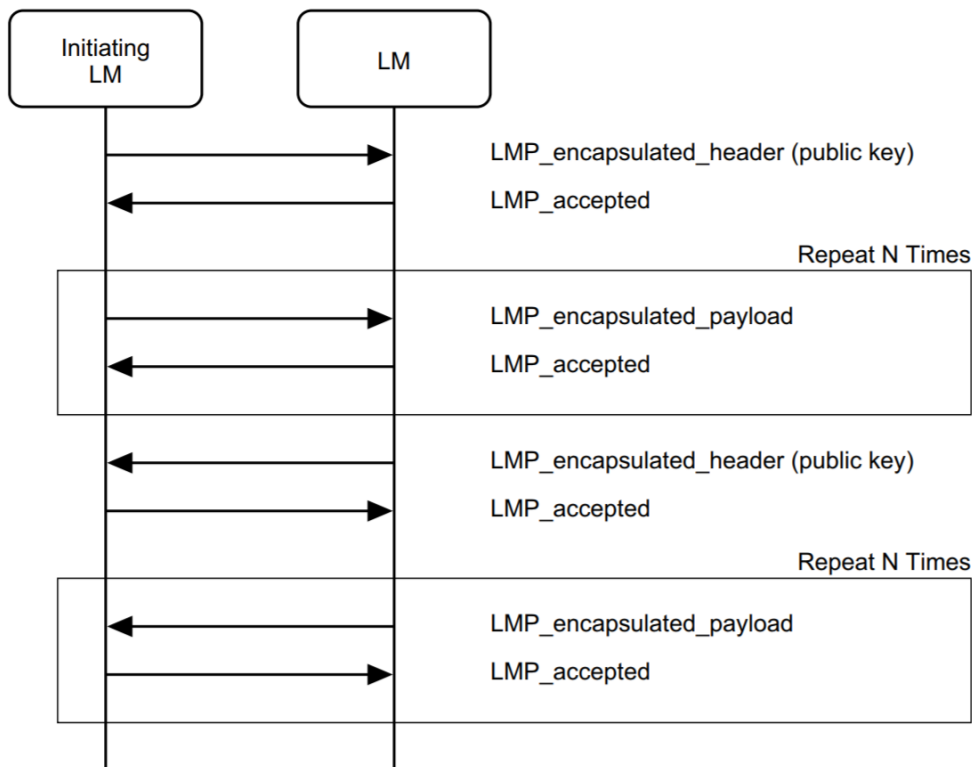 Initiating
LM
LM
LMP_encapsulated_header (public key)
LMP_accepted
Repeat N Times
LMP_encapsulated_payload
LMP_accepted
LMP_encapsulated_header (public key)
LMP_accepted
Repeat N Times
LMP_encapsulated_payload
LMP_accepted